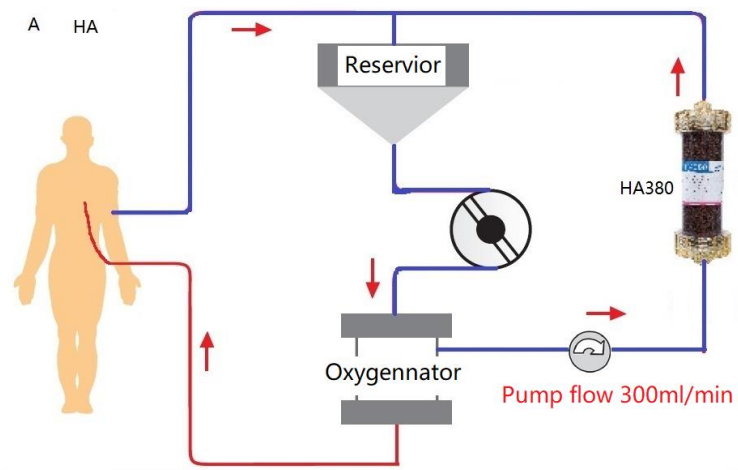 A HA
Reservior
HA380
Oxygennator
Pump flow 300ml/min